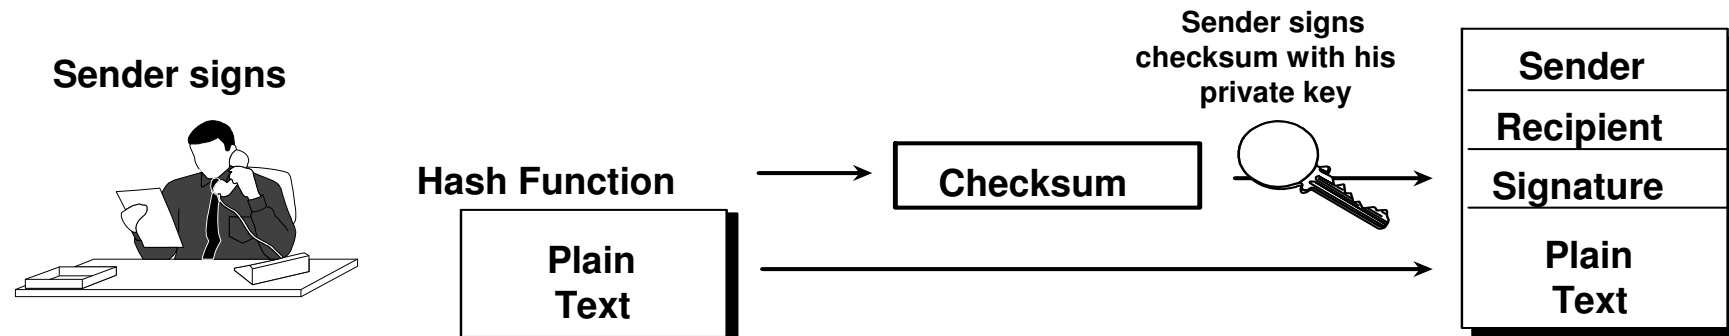 Sender signs
Hash Function
Plain
Text
Checksum
Sender signs
checksum with his
private key
Sender
Recipient
Signature
Plain
Text